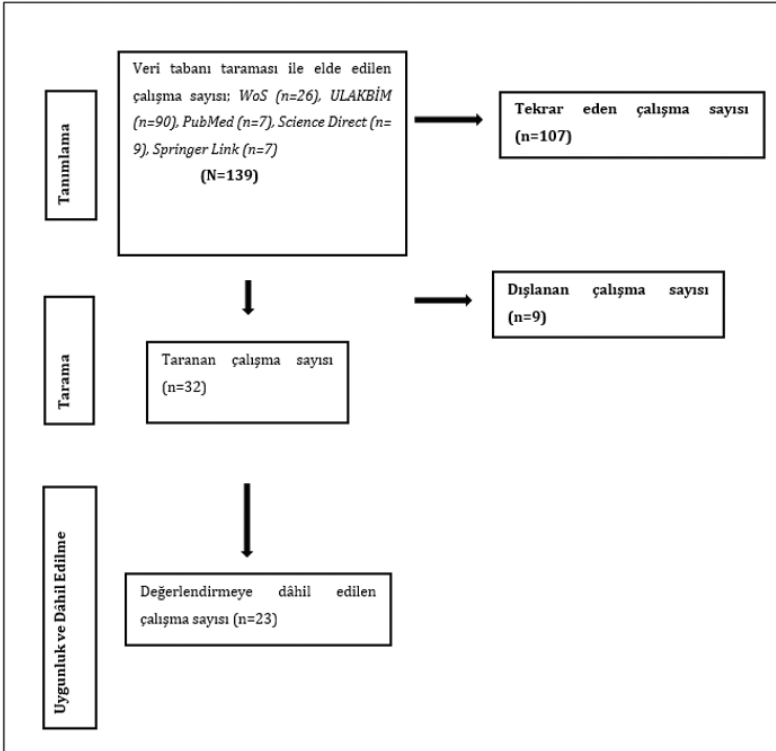 Tanımlama
Veri tabanı taraması ile elde edilen
çalışma sayısı; WoS (n=26), ULAKBİM
(n=90), PubMed (n=7), Science Direct (n=
9), Springer Link (n=7)
(N=139)
Tekrar eden çalışma sayısı
(n=107)
Tarama
Dışlanan çalışma sayısı
(n=9)
Taranan çalışma sayısı
(n=32)
Uygunluk ve Dâhil Edilme
Değerlendirmeye dâhil edilen
çalışma sayısı (n=23)